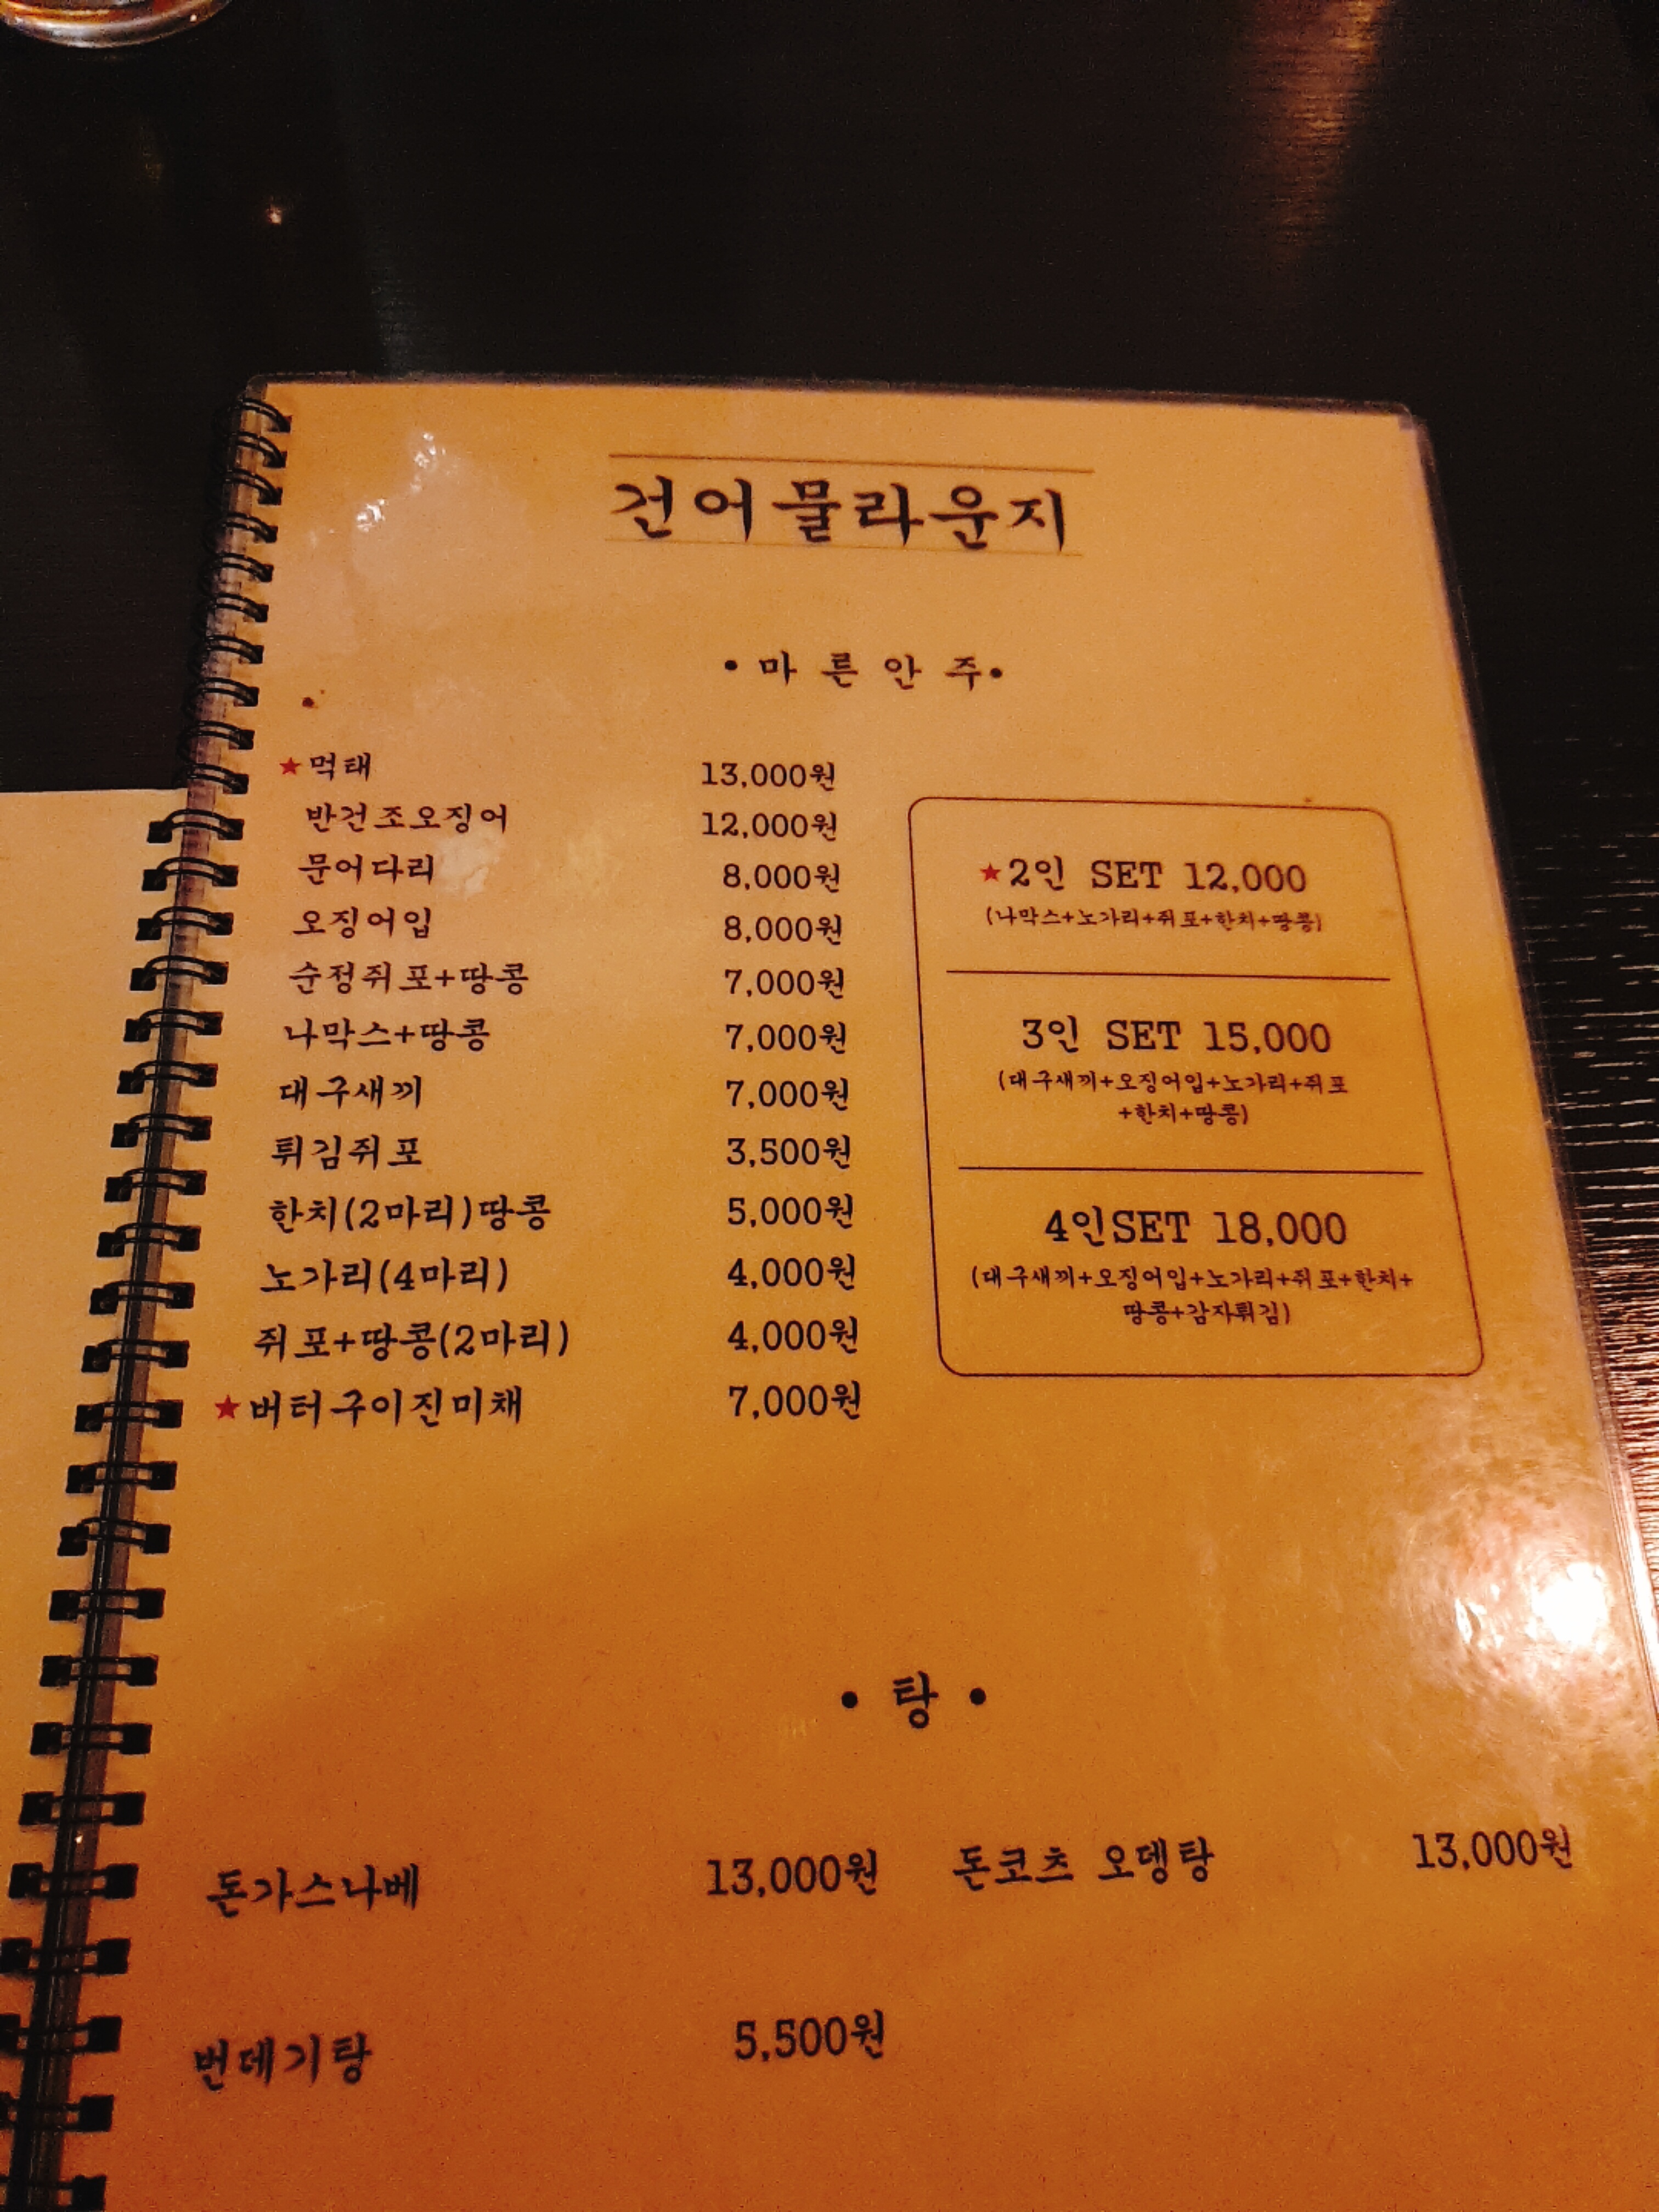 건어물라운지
• 마 른 안 주 •
★먹태 13,000원
반건조오징어 12,000원
문어다리 8,000원
오징어입 8,000원
순정쥐포+땅콩 7,000원
나막스+땅콩 7,000원
대구새끼 7,000원
튀김쥐포 3,500원
한치(2마리)땅콩 5,000원
노가리(4마리) 4,000원
쥐포+땅콩(2마리) 4,000원
★버터구이진미채 7,000원
★2인 SET 12,000
(나막스+노가리+쥐포+한치+땅콩)
3인 SET 15,000
(대구새끼+오징어입+노가리+쥐포
+한치+땅콩)
4인SET 18,000
(대구새끼+오징어입+노가리+쥐포+한치+
땅콩+감자튀김)
• 탕 •
돈가스나베 13,000원 돈코츠 오뎅탕 13,000원
번데기탕 5,500원